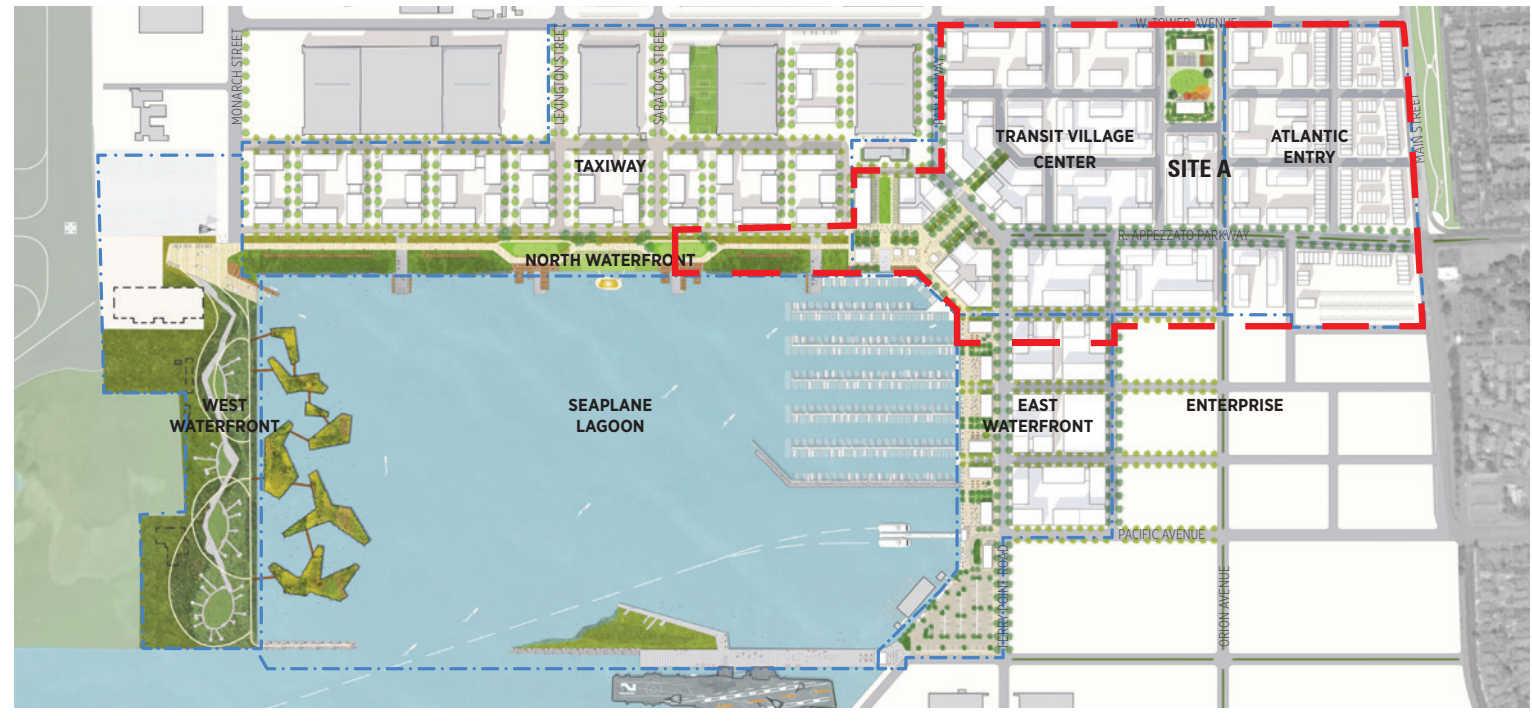 W. TOWER AVENUE
MONARCH STREET
LEXINGTON STREET
SARATOGA STREET
MAIN STREET
TRANSIT VILLAGE
CENTER
ATLANTIC
ENTRY
TAXIWAY
SITE A
R. APPEZZATO PARKWAY
NORTH WATERFRONT
WEST
WATERFRONT
SEAPLANE
LAGOON
EAST
WATERFRONT
ENTERPRISE
PACIFIC AVENUE
FERRY POINT ROAD
ORION AVENUE